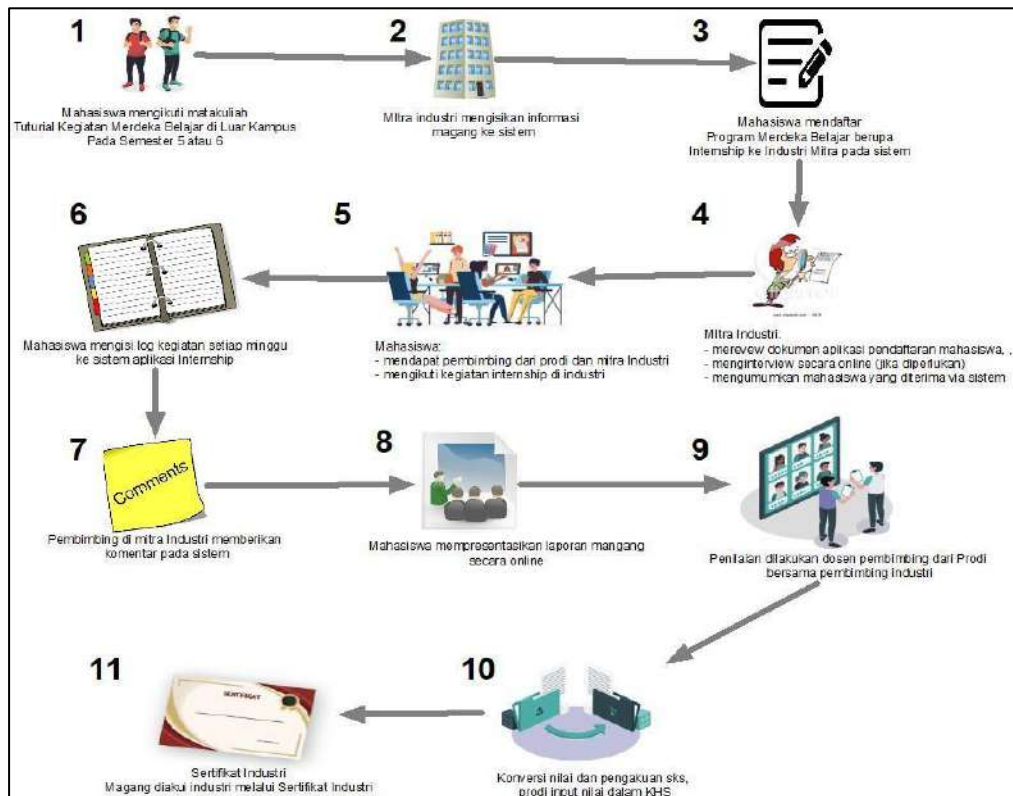 1
Mahasiswa mengikuti matakuliah
Tuturial Kegiatan Merdeka Belajar di Luar Kampus
Pada Semester 5 atau 6
2
Mitra industri mengisikan informasi
magang ke sistem
3
Mahasiswa mendaftar
Program Merdeka Belajar berupa
Internship ke Industri Mitra pada sistem
4
Mitra Industri:
- merevew dokumen aplikasi pendaftaran mahasiswa, ,
- menginterview secara online (jika diperlukan)
- mengumumkan mahasiswa yang diterima via sistem
5
Mahasiswa:
- mendapat pembimbing dari prodi dan mitra Industri
- mengikuti kegiatan internship di industri
6
Mahasiswa mengisi log kegiatan setiap minggu
ke sistem aplikasi Internship
7
Comments
Pembimbing di mitra Industri memberikan
komentar pada sistem
8
Mahasiswa mempresentasikan laporan mangang
secara online
9
Penilaian dilakukan dosen pembimbing dari Prodi
bersama pembimbing industri
10
Konversi nilai dan pengakuan sks,
prodi input nilai dalam KHS
11
SERTIFIKAT
Sertifikat Industri
Magang diakui industri melalui Sertifikat Industri